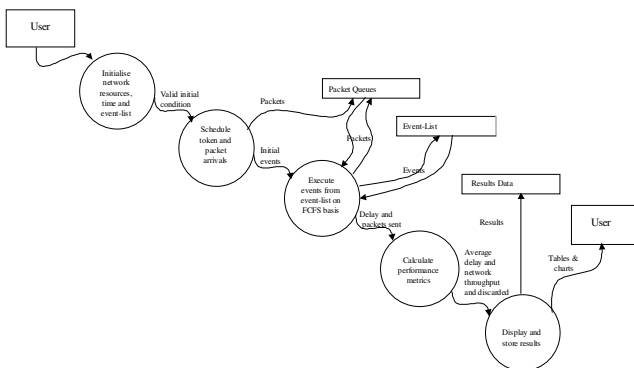 User
Initialise
network
resources,
time and
event-list
Valid initial
condition
Schedule
token and
packet
arrivals
Packets
Initial
events
Packet Queues
Packets
Event-List
Events
Execute
events from
event-list on
FCFS basis
Delay and
packets sent
Calculate
performance
metrics
Average
delay and
network
throughput
and discarded
Results Data
Results
User
Tables &
charts
Display and
store results